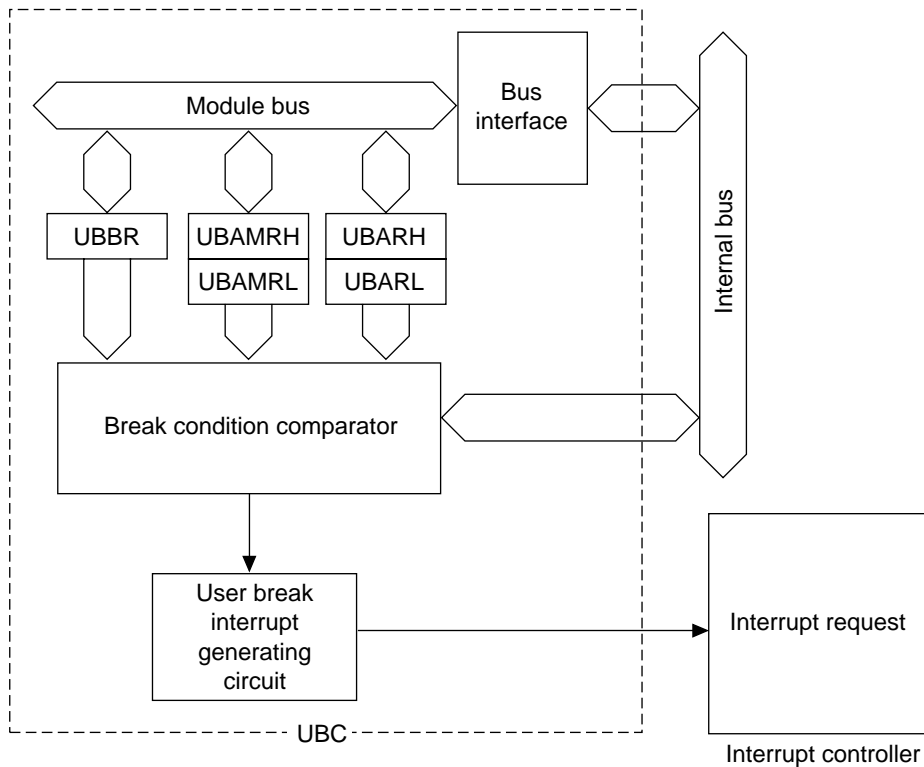 Module bus
Bus
interface
UBBR
UBAMRH
UBARH
UBAMRL
UBARL
Internal bus
Break condition comparator
User break
interrupt
generating
circuit
Interrupt request
UBC
Interrupt controller